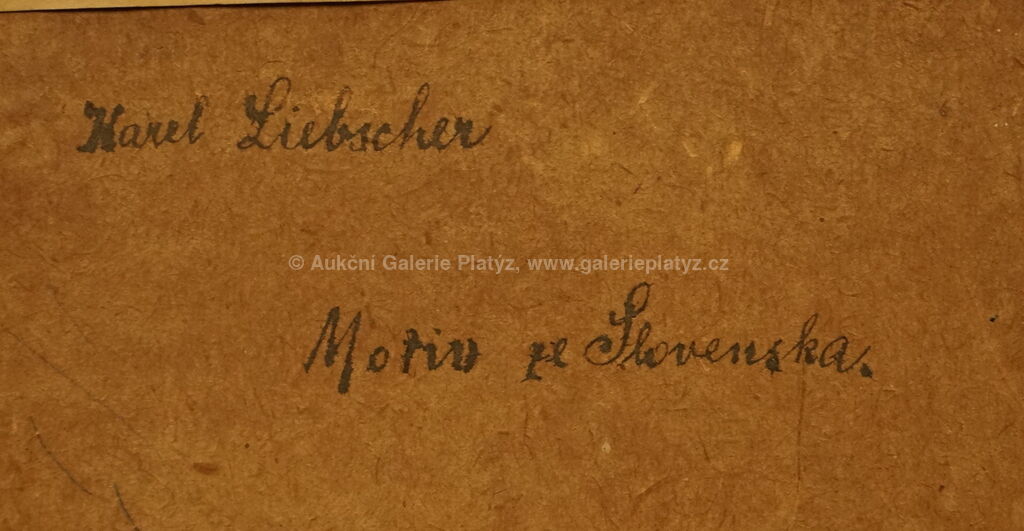 Karel Liebscher
© Aukční Galerie Platýz, www.galerieplatyz.cz
Motiv ze Slovenska.